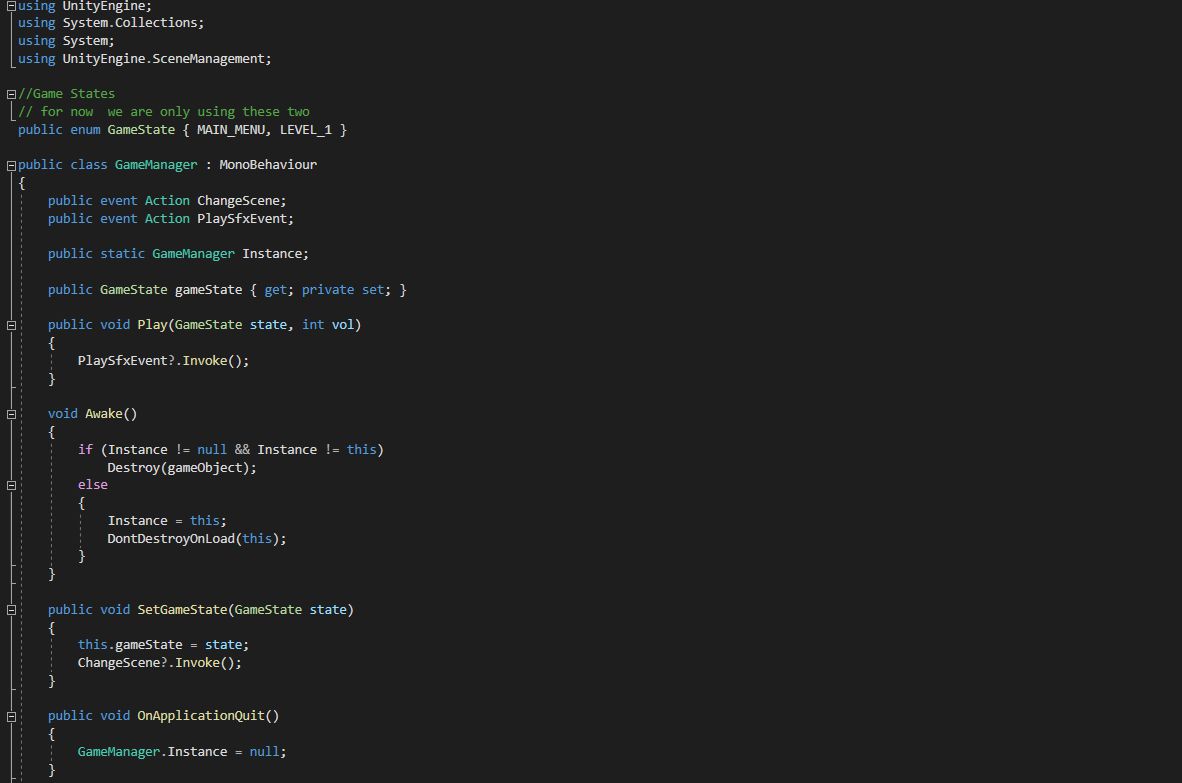 using UnityEngine;
using System.Collections;
using System;
using UnityEngine.SceneManagement;
//Game States
// for now  we are only using these two
public enum GameState { MAIN_MENU, LEVEL_1 }
public class GameManager : MonoBehaviour
{
    public event Action ChangeScene;
    public event Action PlaySfxEvent;
    public static GameManager Instance;
    public GameState gameState { get; private set; }
    public void Play(GameState state, int vol)
    {
        PlaySfxEvent?.Invoke();
    }
    void Awake()
    {
        if (Instance != null && Instance != this)
            Destroy(gameObject);
        else
        {
            Instance = this;
            DontDestroyOnLoad(this);
        }
    }
    public void SetGameState(GameState state)
    {
        this.gameState = state;
        ChangeScene?.Invoke();
    }
    public void OnApplicationQuit()
    {
        GameManager.Instance = null;
    }